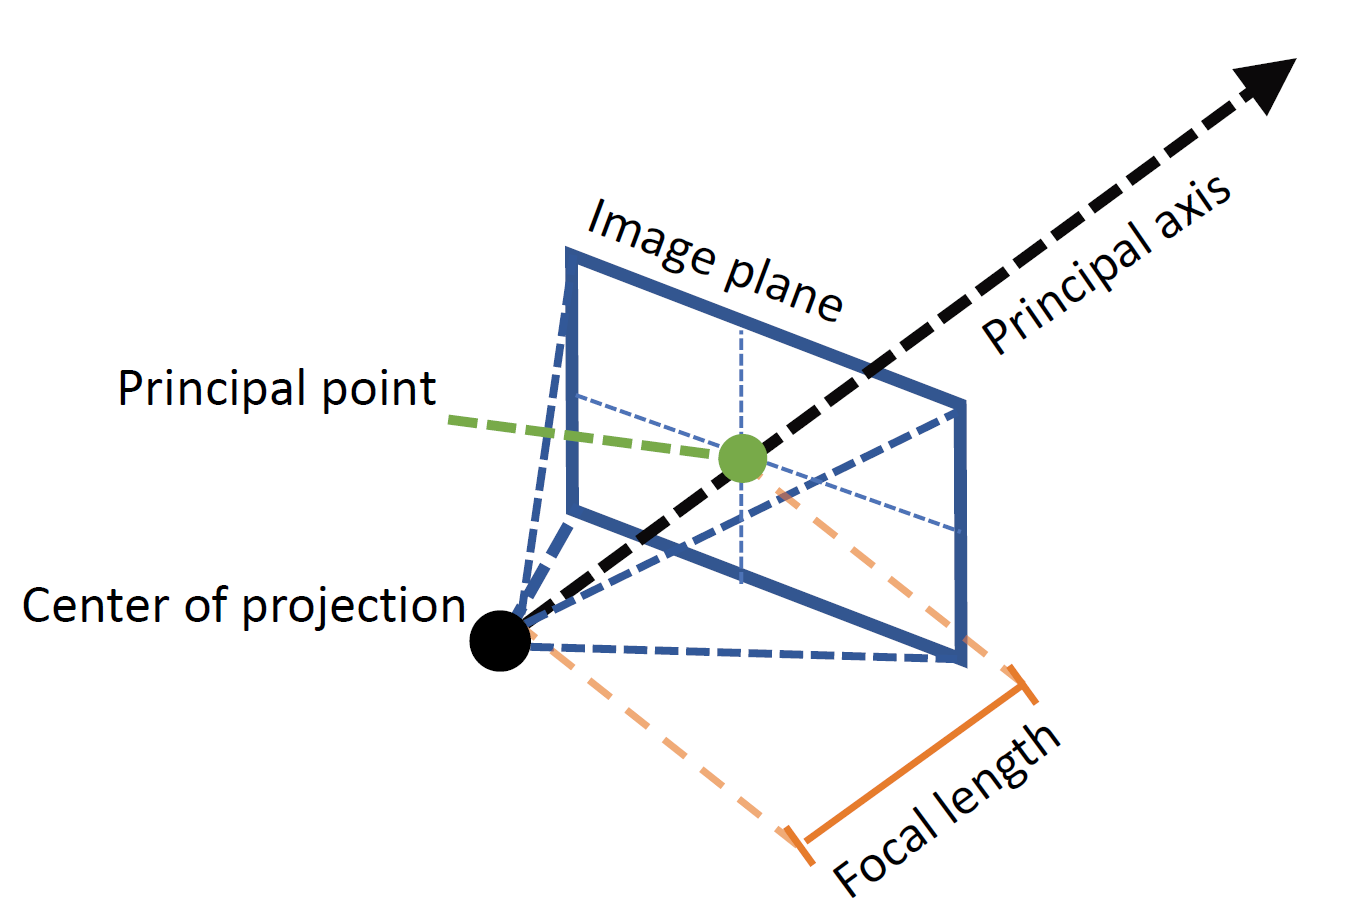 Image plane
Principal axis
Principal point
Center of projection
Focal length